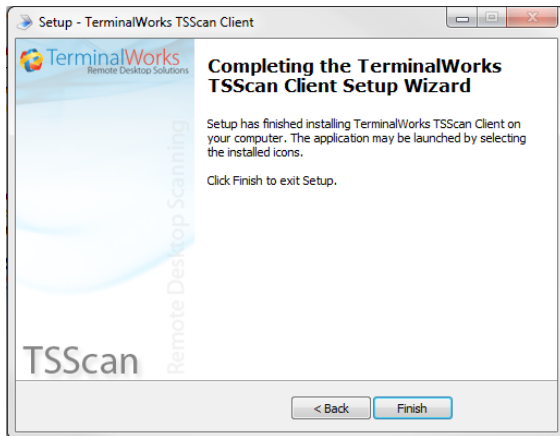 Setup - TerminalWorks TSScan Client
TerminalWorks
Remote Desktop Solutions
Completing the TerminalWorks
TSScan Client Setup Wizard
Setup has finished installing TerminalWorks TSScan Client on
your computer. The application may be launched by selecting
the installed icons.
Click Finish to exit Setup.
Remote Desktop Scanning
TSScan
< Back
Finish